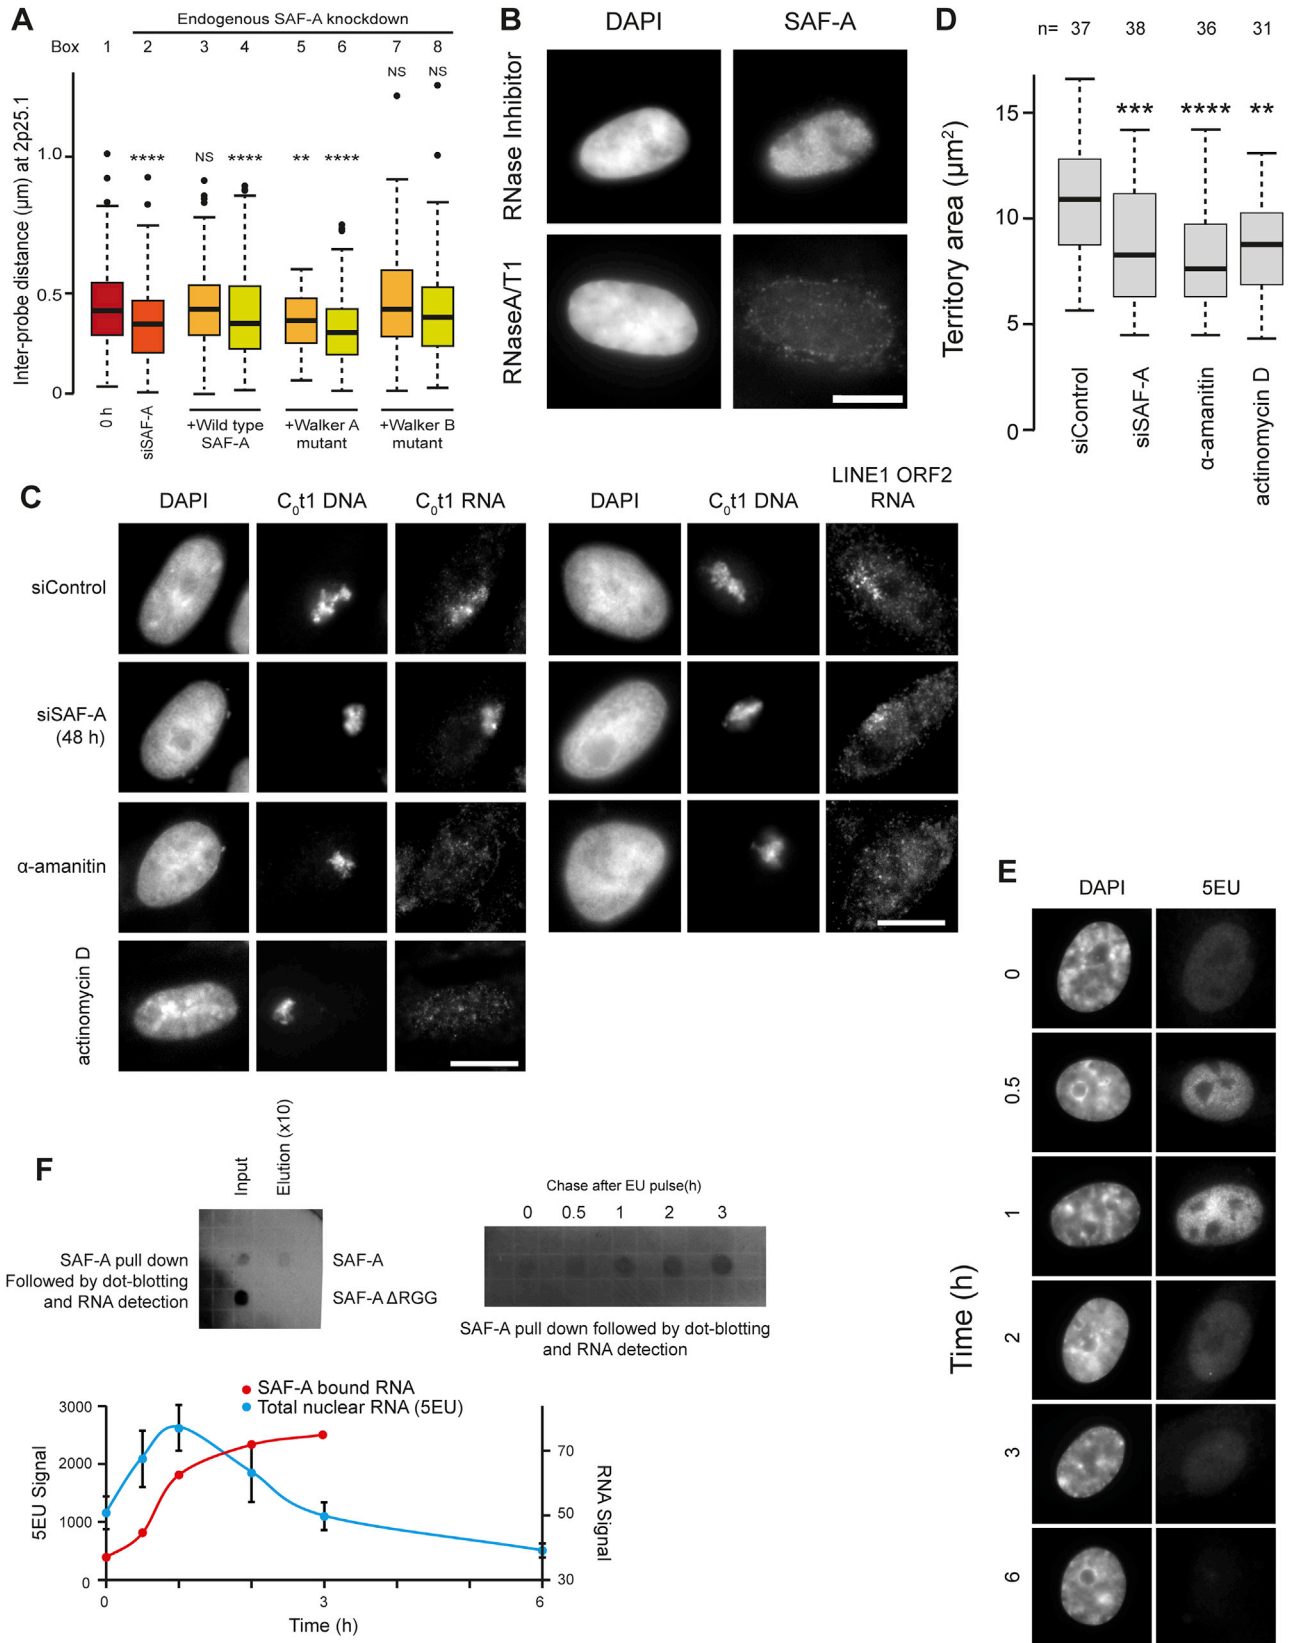 A
Endogenous SAF-A knockdown
Box 1 2 3 4 5 6 7 8
NS NS
**** NS **** ** ****
Inter-probe distance (µm) at 2p25.1
1.0
0.5
0
0 h
siSAF-A
+Wild type
SAF-A
+Walker A
mutant
+Walker B
mutant
B
DAPI SAF-A
RNase Inhibitor
RNaseA/T1
D
n= 37 38 36 31
*** **** **
Territory area (µm²)
15
10
5
0
siControl
siSAF-A
α-amanitin
actinomycin D
C
DAPI C₀t1 DNA C₀t1 RNA DAPI C₀t1 DNA LINE1 ORF2
RNA
siControl
siSAF-A
(48 h)
α-amanitin
actinomycin D
E
DAPI 5EU
Time (h)
0
0.5
1
2
3
6
F
Input
Elution (x10)
SAF-A pull down
Followed by dot-blotting
and RNA detection
SAF-A
SAF-A ΔRGG
Chase after EU pulse(h)
0 0.5 1 2 3
SAF-A pull down followed by dot-blotting
and RNA detection
SAF-A bound RNA
Total nuclear RNA (5EU)
5EU Signal
3000
2000
1000
0
RNA Signal
70
50
30
0 3 6
Time (h)